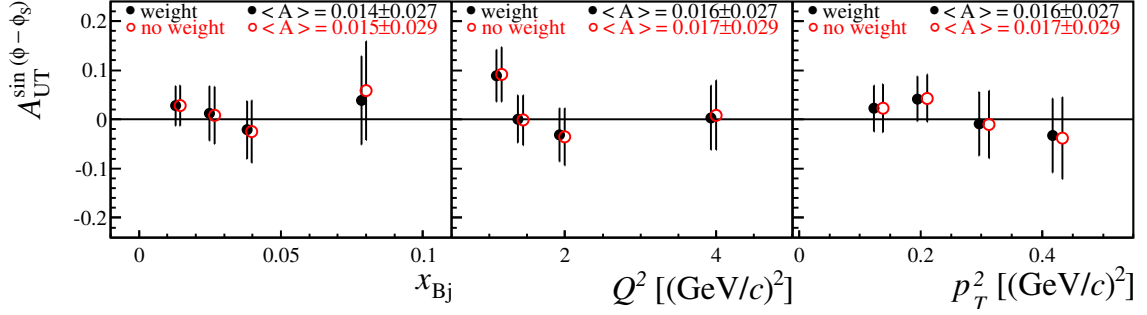 A_UT^sin (ϕ − ϕ_S)
0.2
0.1
0
-0.1
-0.2
weight < A > = 0.014±0.027
no weight < A > = 0.015±0.029
0 0.05 0.1
x_Bj
weight < A > = 0.016±0.027
no weight < A > = 0.017±0.029
2 4
Q² [(GeV/c)²]
weight < A > = 0.016±0.027
no weight < A > = 0.017±0.029
0 0.2 0.4
p_T² [(GeV/c)²]